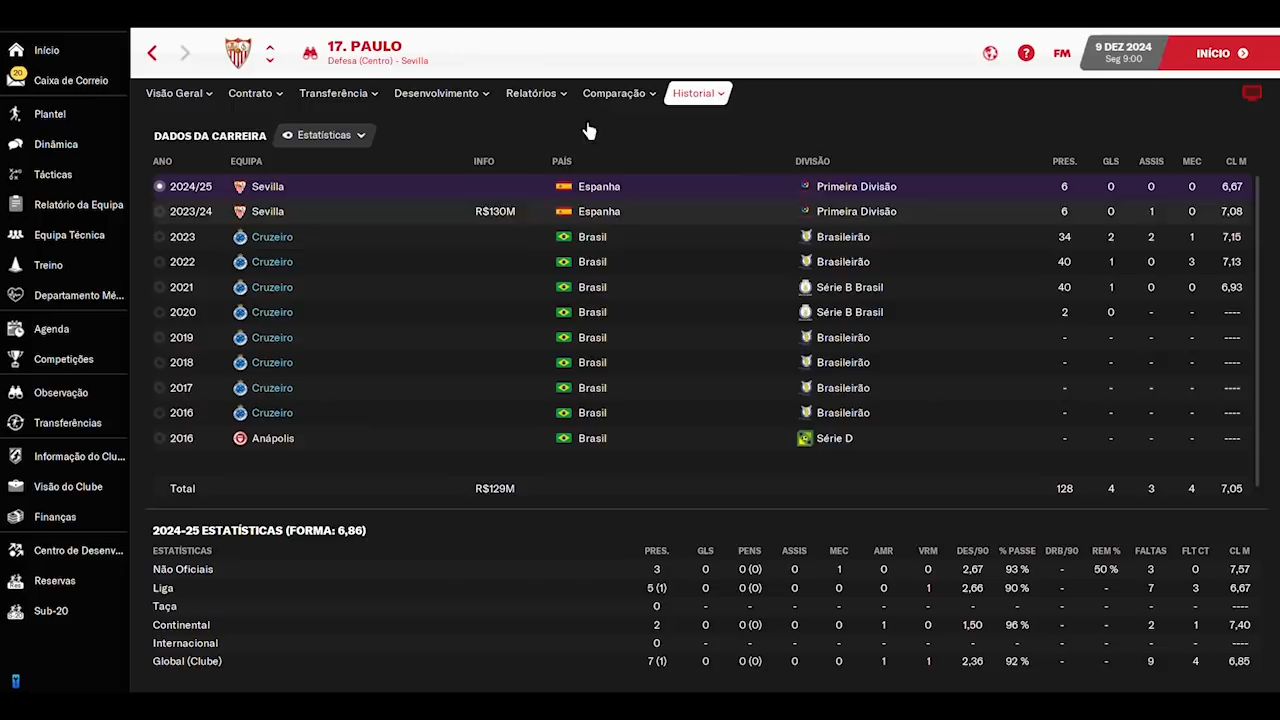 17. PAULO
Defesa (Centro) - Sevilla
FM
9 DEZ 2024
Seg 9:00
INÍCIO
Início
20
Caixa de Correio
Plantel
Dinâmica
Tácticas
Relatório da Equipa
Equipa Técnica
Treino
Departamento Mé...
Agenda
Competições
Observação
Transferências
Informação do Clu...
Visão do Clube
Finanças
Centro de Desenv...
Reservas
Sub-20
Visão Geral Contrato Transferência Desenvolvimento Relatórios Comparação Historial
DADOS DA CARREIRA Estatísticas
ANO EQUIPA INFO PAÍS DIVISÃO PRES. GLS ASSIS MEC CL M
2024/25 Sevilla Espanha Primeira Divisão 6 0 0 0 6,67
2023/24 Sevilla R$130M Espanha Primeira Divisão 6 0 1 0 7,08
2023 Cruzeiro Brasil Brasileirão 34 2 2 1 7,15
2022 Cruzeiro Brasil Brasileirão 40 1 0 3 7,13
2021 Cruzeiro Brasil Série B Brasil 40 1 0 0 6,93
2020 Cruzeiro Brasil Série B Brasil 2 0 - - ----
2019 Cruzeiro Brasil Brasileirão - - - - ----
2018 Cruzeiro Brasil Brasileirão - - - - ----
2017 Cruzeiro Brasil Brasileirão - - - - ----
2016 Cruzeiro Brasil Brasileirão - - - - ----
2016 Anápolis Brasil Série D - - - - ----
Total R$129M 128 4 3 4 7,05
2024-25 ESTATÍSTICAS (FORMA: 6,86)
ESTATÍSTICAS PRES. GLS PENS ASSIS MEC AMR VRM DES/90 % PASSE DRB/90 REM % FALTAS FLT CT CL M
Não Oficiais 3 0 0 (0) 0 1 0 0 2,67 93 % - 50 % 3 0 7,57
Liga 5 (1) 0 0 (0) 0 0 0 1 2,66 90 % - - 7 3 6,67
Taça 0 - - - - - - - - - - - - ----
Continental 2 0 0 (0) 0 0 1 0 1,50 96 % - - 2 1 7,40
Internacional 0 - - - - - - - - - - - - ----
Global (Clube) 7 (1) 0 0 (0) 0 0 1 1 2,36 92 % - - 9 4 6,85